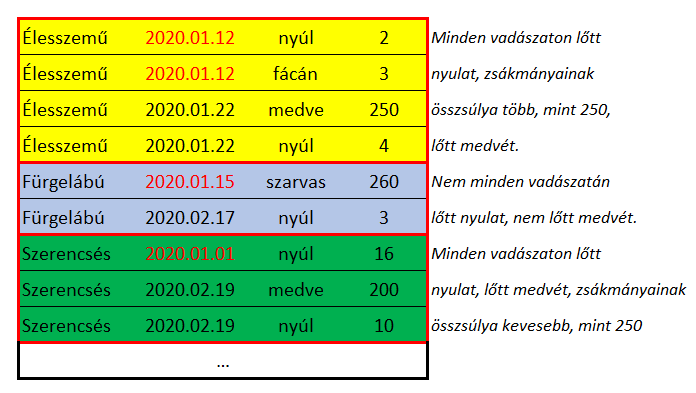 Élesszemű 2020.01.12 nyúl 2 Minden vadászaton lőtt
Élesszemű 2020.01.12 fácán 3 nyulat, zsákmányainak
Élesszemű 2020.01.22 medve 250 összsúlya több, mint 250,
Élesszemű 2020.01.22 nyúl 4 lőtt medvét.
Fürgelábú 2020.01.15 szarvas 260 Nem minden vadászatán
Fürgelábú 2020.02.17 nyúl 3 lőtt nyulat, nem lőtt medvét.
Szerencsés 2020.01.01 nyúl 16 Minden vadászaton lőtt
Szerencsés 2020.02.19 medve 200 nyulat, lőtt medvét, zsákmányainak
Szerencsés 2020.02.19 nyúl 10 összsúlya kevesebb, mint 250
...